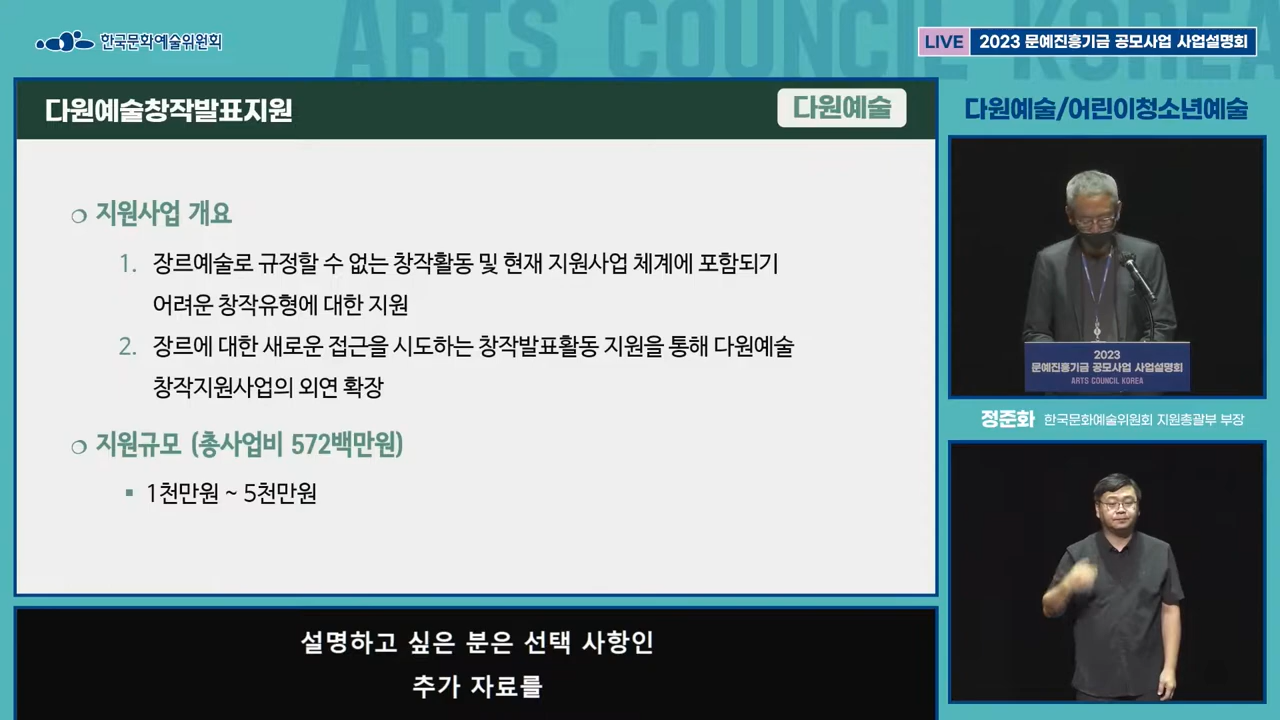 ARTS COUNCIL KOREA
한국문화예술위원회
LIVE 2023 문예진흥기금 공모사업 사업설명회
다원예술창작발표지원
다원예술
다원예술/어린이청소년예술
❍ 지원사업 개요
1. 장르예술로 규정할 수 없는 창작활동 및 현재 지원사업 체계에 포함되기
어려운 창작유형에 대한 지원
2. 장르에 대한 새로운 접근을 시도하는 창작발표활동 지원을 통해 다원예술
창작지원사업의 외연 확장
❍ 지원규모 (총사업비 572백만원)
▪ 1천만원 ~ 5천만원
2023
문예진흥기금 공모사업 사업설명회
ARTS COUNCIL KOREA
정준화 한국문화예술위원회 지원총괄부 부장
설명하고 싶은 분은 선택 사항인
추가 자료를